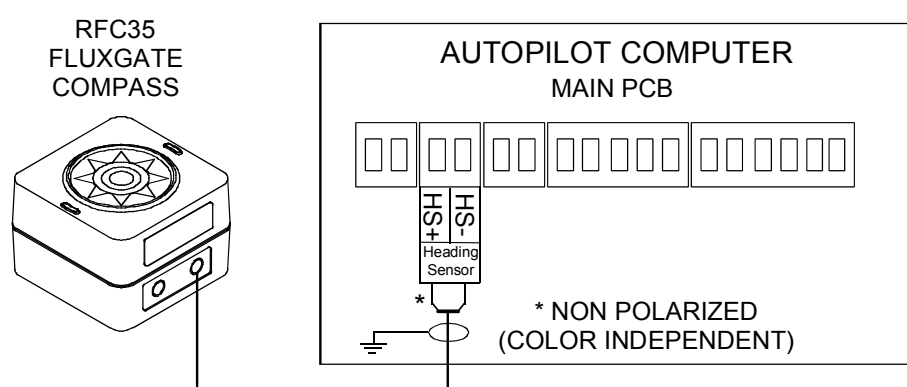 RFC35
FLUXGATE
COMPASS
AUTOPILOT COMPUTER
MAIN PCB
HS+
HS-
Heading
Sensor
*
* NON POLARIZED
(COLOR INDEPENDENT)